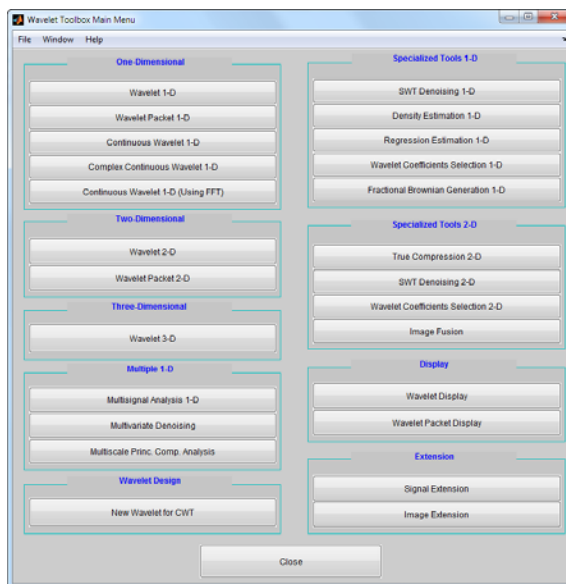 Wavelet Toolbox Main Menu
File Window Help
One-Dimensional
Wavelet 1-D
Wavelet Packet 1-D
Continuous Wavelet 1-D
Complex Continuous Wavelet 1-D
Continuous Wavelet 1-D (Using FFT)
Two-Dimensional
Wavelet 2-D
Wavelet Packet 2-D
Three-Dimensional
Wavelet 3-D
Multiple 1-D
Multisignal Analysis 1-D
Multivariate Denoising
Multiscale Princ. Comp. Analysis
Wavelet Design
New Wavelet for CWT
Specialized Tools 1-D
SWT Denoising 1-D
Density Estimation 1-D
Regression Estimation 1-D
Wavelet Coefficients Selection 1-D
Fractional Brownian Generation 1-D
Specialized Tools 2-D
True Compression 2-D
SWT Denoising 2-D
Wavelet Coefficients Selection 2-D
Image Fusion
Display
Wavelet Display
Wavelet Packet Display
Extension
Signal Extension
Image Extension
Close